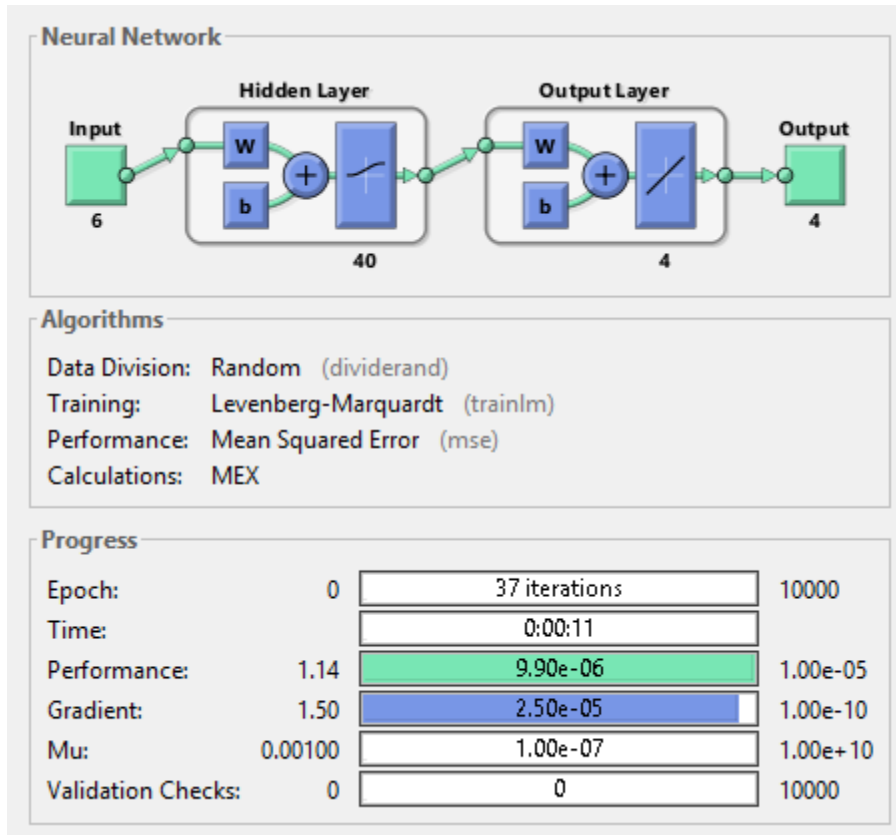 Neural Network
Hidden Layer
Output Layer
Input
Output
W
W
b
b
+
+
6
40
4
4
Algorithms
Data Division: Random (dividerand)
Training: Levenberg-Marquardt (trainlm)
Performance: Mean Squared Error (mse)
Calculations: MEX
Progress
Epoch: 0 37 iterations 10000
Time: 0:00:11
Performance: 1.14 9.90e-06 1.00e-05
Gradient: 1.50 2.50e-05 1.00e-10
Mu: 0.00100 1.00e-07 1.00e+10
Validation Checks: 0 0 10000